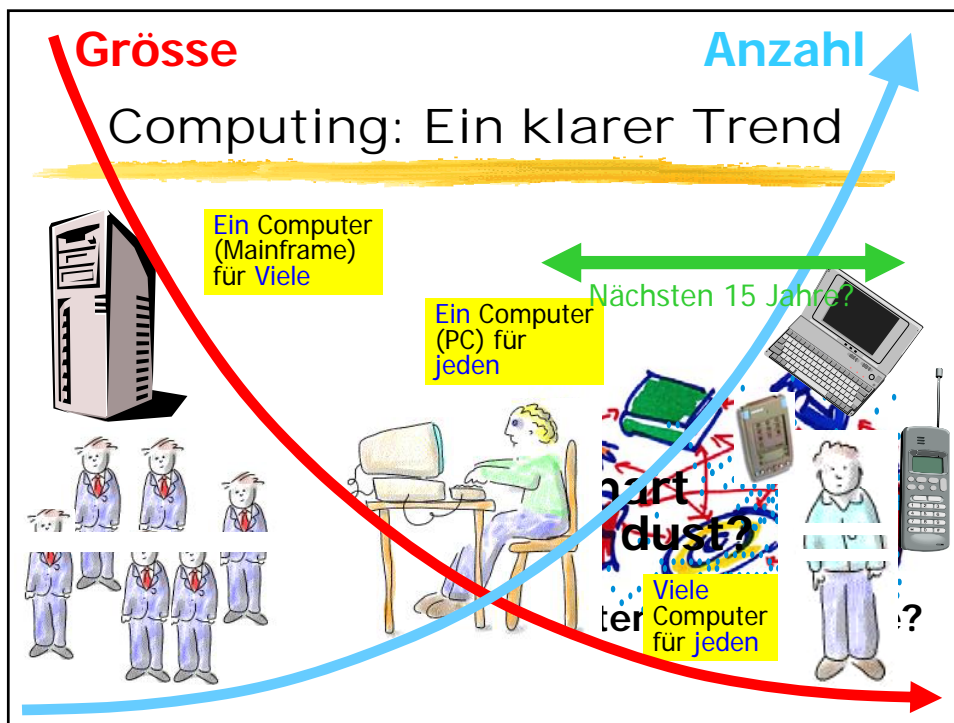 Grösse
Anzahl
Computing: Ein klarer Trend
Ein Computer
(Mainframe)
für Viele
Nächsten 15 Jahre?
Ein Computer
(PC) für
jeden
dust?
Viele
Computer
für jeden